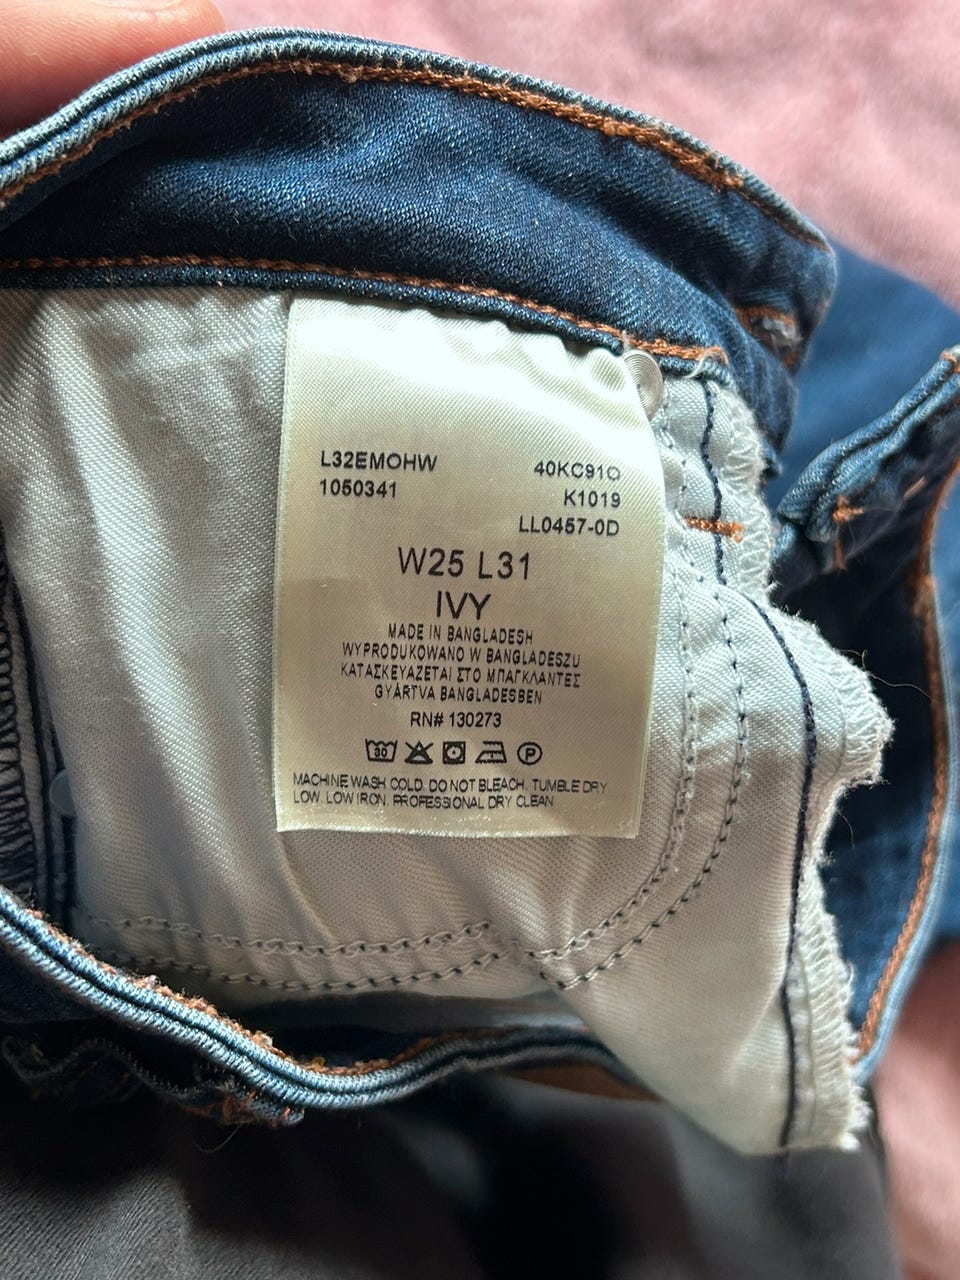 L32EMOHW 40KC91O
1050341 K1019
LL0457-0D
W25 L31
IVY
MADE IN BANGLADESH
WYPRODUKOWANO W BANGLADESZU
ΚΑΤΑΣΚΕΥΑΖΕΤΑΙ ΣΤΟ ΜΠΑΓΚΛΑΝΤΕΣ
GYÁRTVA BANGLADESBEN
RN# 130273
30 P
MACHINE WASH COLD. DO NOT BLEACH. TUMBLE DRY
LOW. LOW IRON. PROFESSIONAL DRY CLEAN